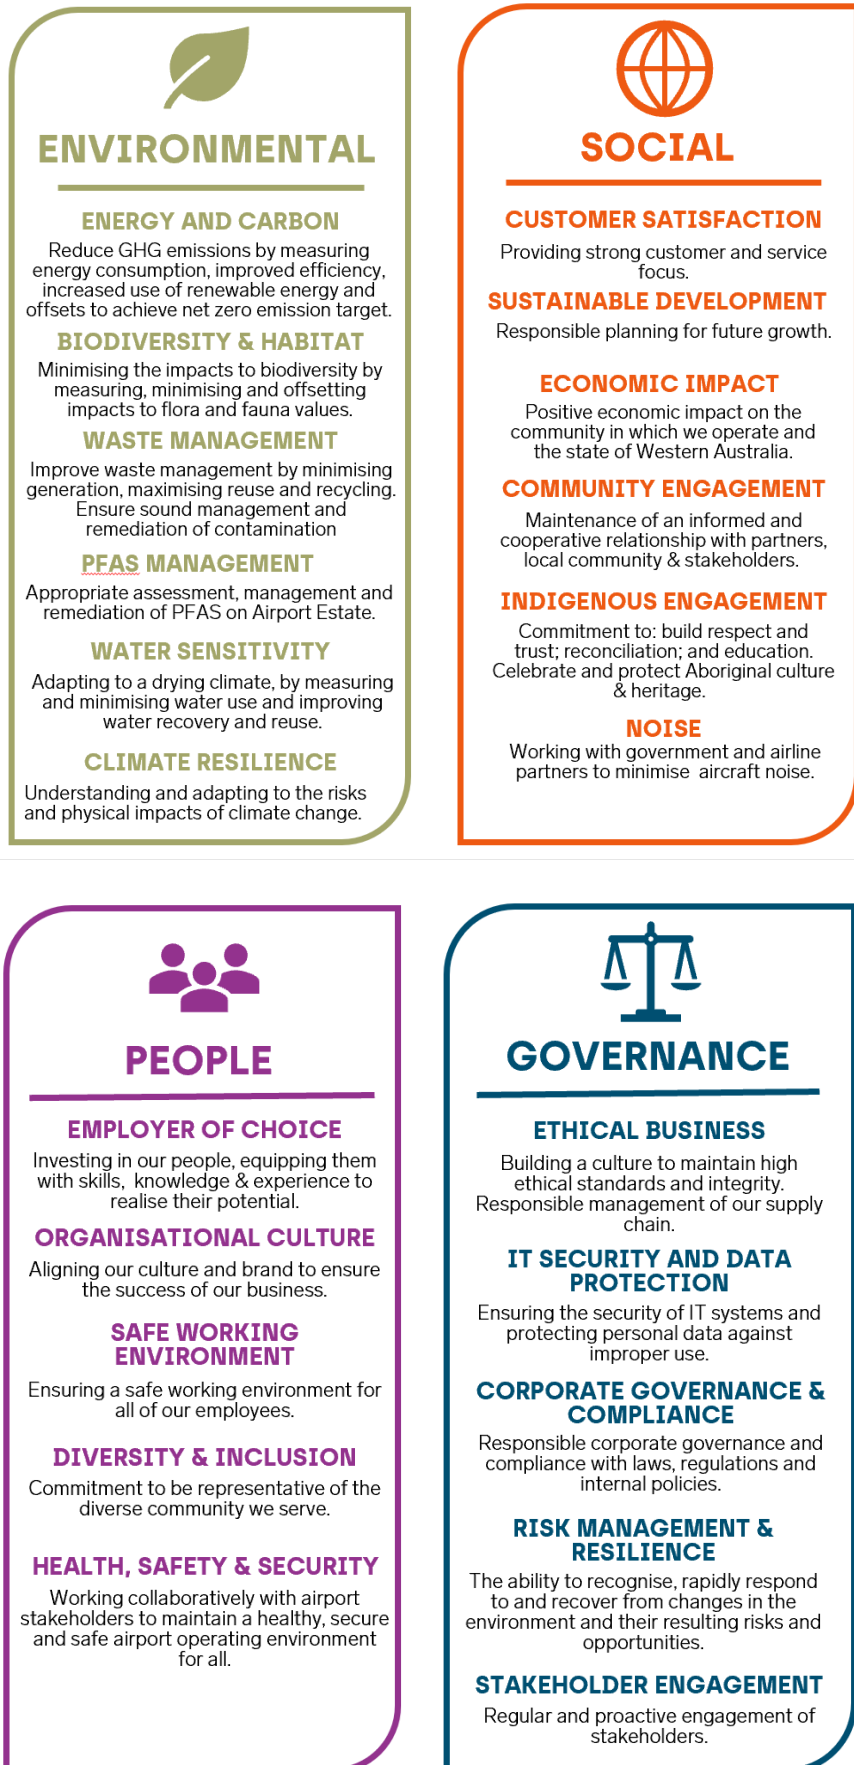 ENVIRONMENTAL
ENERGY AND CARBON
Reduce GHG emissions by measuring
energy consumption, improved efficiency,
increased use of renewable energy and
offsets to achieve net zero emission target.
BIODIVERSITY & HABITAT
Minimising the impacts to biodiversity by
measuring, minimising and offsetting
impacts to flora and fauna values.
WASTE MANAGEMENT
Improve waste management by minimising
generation, maximising reuse and recycling.
Ensure sound management and
remediation of contamination
PFAS MANAGEMENT
Appropriate assessment, management and
remediation of PFAS on Airport Estate.
WATER SENSITIVITY
Adapting to a drying climate, by measuring
and minimising water use and improving
water recovery and reuse.
CLIMATE RESILIENCE
Understanding and adapting to the risks
and physical impacts of climate change.
SOCIAL
CUSTOMER SATISFACTION
Providing strong customer and service
focus.
SUSTAINABLE DEVELOPMENT
Responsible planning for future growth.
ECONOMIC IMPACT
Positive economic impact on the
community in which we operate and
the state of Western Australia.
COMMUNITY ENGAGEMENT
Maintenance of an informed and
cooperative relationship with partners,
local community & stakeholders.
INDIGENOUS ENGAGEMENT
Commitment to: build respect and
trust; reconciliation; and education.
Celebrate and protect Aboriginal culture
& heritage.
NOISE
Working with government and airline
partners to minimise  aircraft noise.
PEOPLE
EMPLOYER OF CHOICE
Investing in our people, equipping them
with skills,  knowledge & experience to
realise their potential.
ORGANISATIONAL CULTURE
Aligning our culture and brand to ensure
the success of our business.
SAFE WORKING
ENVIRONMENT
Ensuring a safe working environment for
all of our employees.
DIVERSITY & INCLUSION
Commitment to be representative of the
diverse community we serve.
HEALTH, SAFETY & SECURITY
Working collaboratively with airport
stakeholders to maintain a healthy, secure
and safe airport operating environment
for all.
GOVERNANCE
ETHICAL BUSINESS
Building a culture to maintain high
ethical standards and integrity.
Responsible management of our supply
chain.
IT SECURITY AND DATA
PROTECTION
Ensuring the security of IT systems and
protecting personal data against
improper use.
CORPORATE GOVERNANCE &
COMPLIANCE
Responsible corporate governance and
compliance with laws, regulations and
internal policies.
RISK MANAGEMENT &
RESILIENCE
The ability to recognise, rapidly respond
to and recover from changes in the
environment and their resulting risks and
opportunities.
STAKEHOLDER ENGAGEMENT
Regular and proactive engagement of
stakeholders.